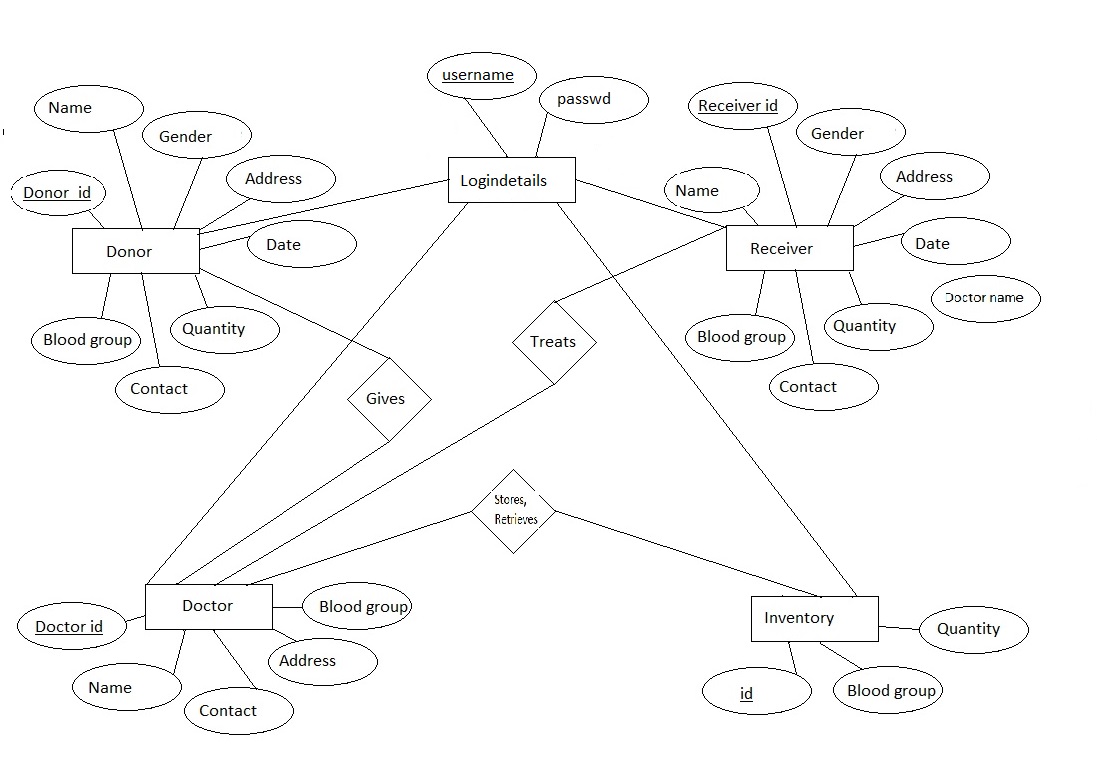 username
passwd
Name
Gender
Receiver id
Gender
Donor  id
Address
Logindetails
Name
Address
Donor
Date
Receiver
Date
Doctor name
Blood group
Quantity
Treats
Blood group
Quantity
Contact
Gives
Contact
Stores,
Retrieves
Doctor
Blood group
Inventory
Doctor id
Quantity
Address
Name
Contact
id
Blood group